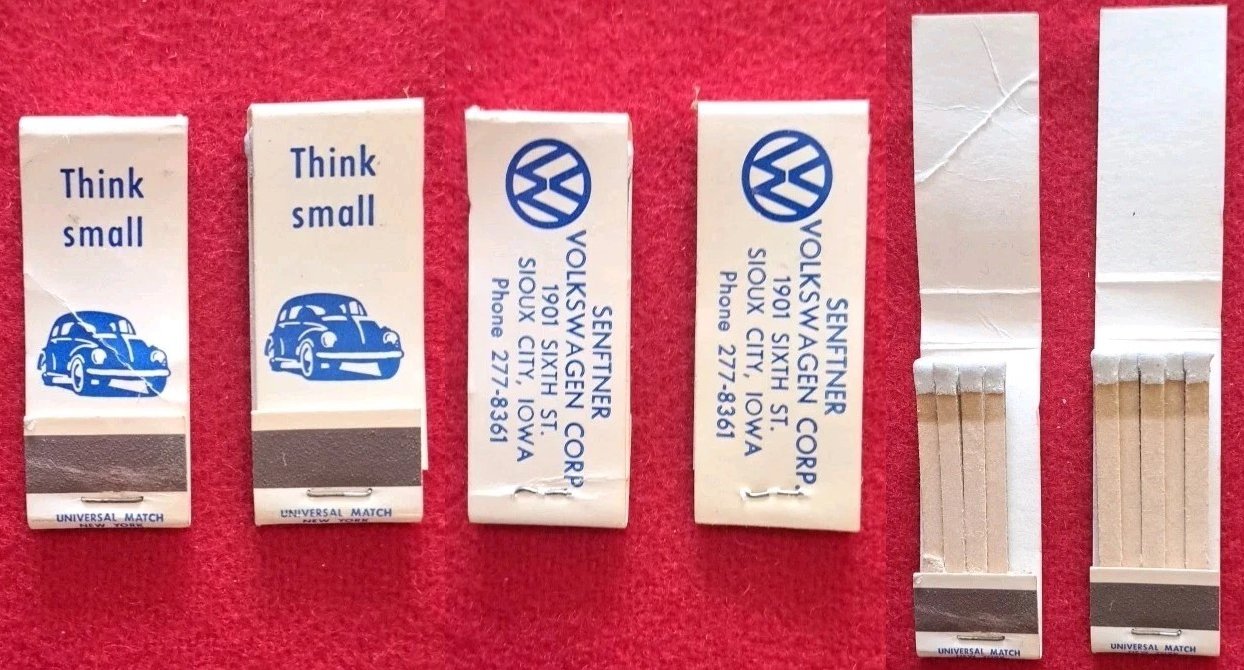 Think
small
UNIVERSAL MATCH
NEW YORK
Think
small
UNIVERSAL MATCH
NEW YORK
VW
SENFTNER
VOLKSWAGEN CORP.
1901 SIXTH ST.
SIOUX CITY, IOWA
Phone 277-8361
VW
SENFTNER
VOLKSWAGEN CORP.
1901 SIXTH ST.
SIOUX CITY, IOWA
Phone 277-8361
UNIVERSAL MATCH
UNIVERSAL MATCH